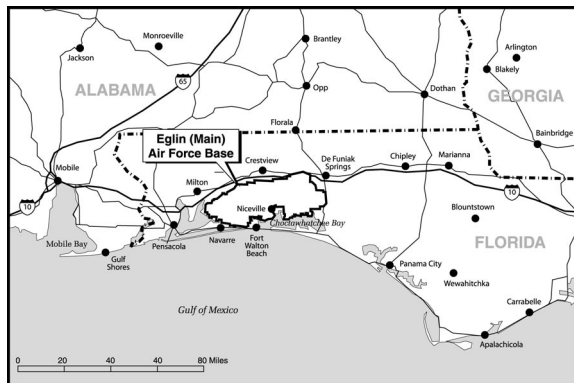 Monroeville
Brantley
Jackson
Arlington
65
Blakely
ALABAMA
Opp
Dothan
GEORGIA
Florala
Eglin (Main)
Air Force Base
Bainbridge
De Funiak
Springs
Crestview
Chipley
Marianna
Mobile
Milton
10
10
Niceville
Blountstown
Choctawhatchee Bay
Mobile Bay
Pensacola
Navarre
Fort
Walton
Beach
FLORIDA
Gulf
Shores
Panama City
Wewahitchka
Gulf of Mexico
Carrabelle
Apalachicola
0 20 40 60 80 Miles